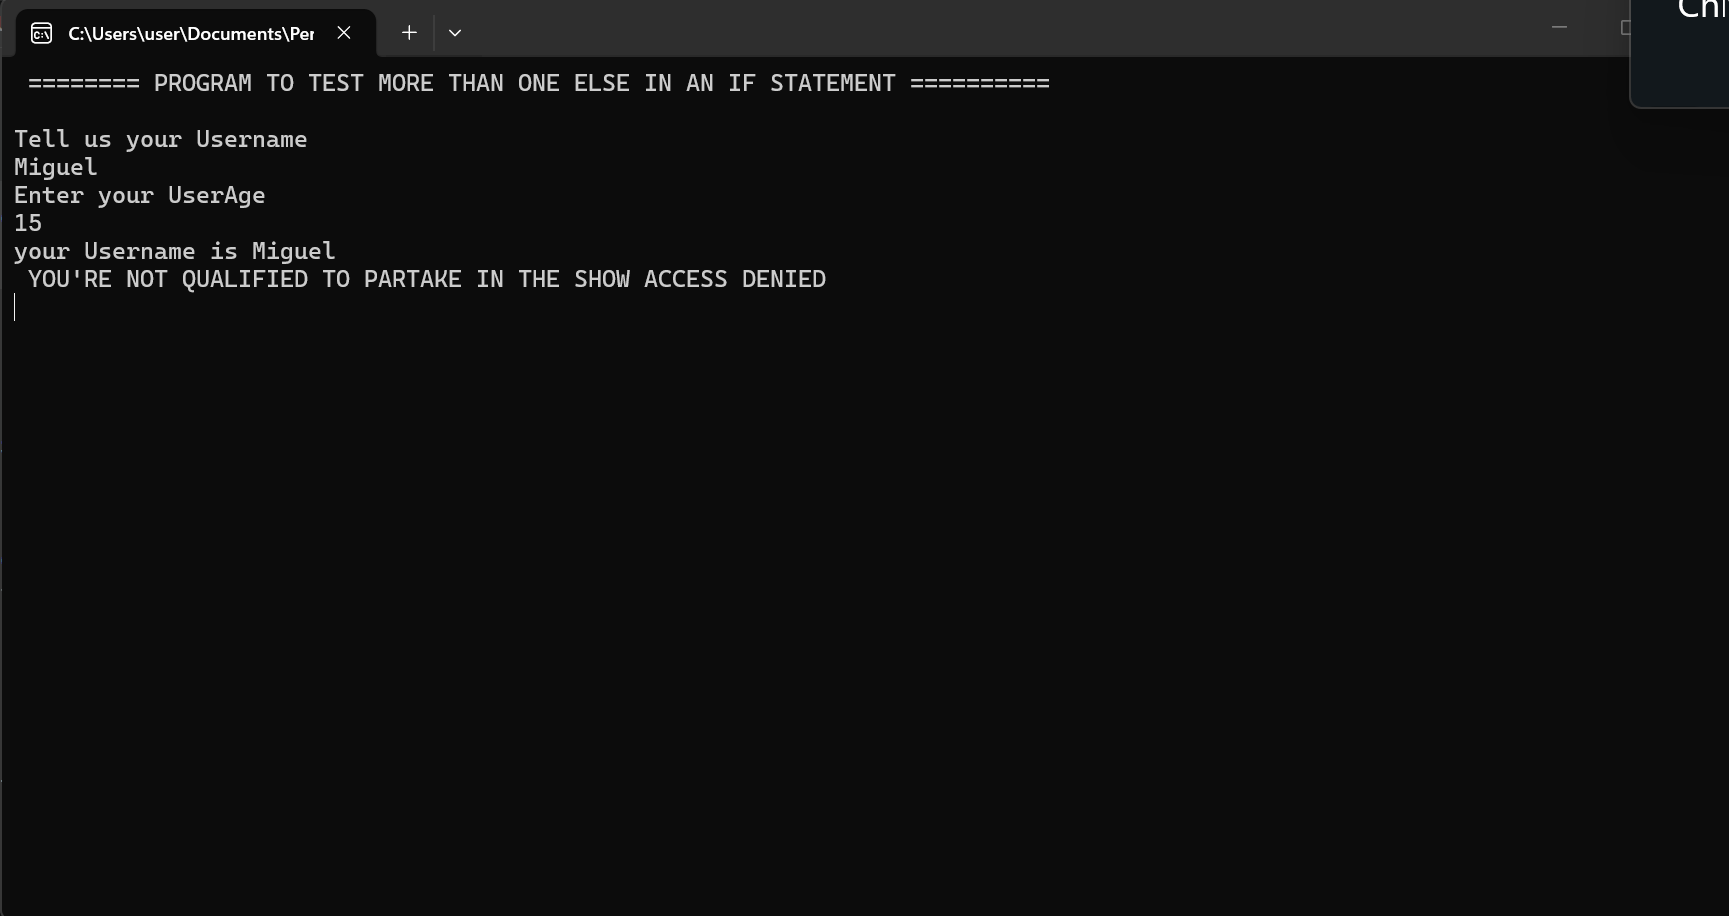 C:\Users\user\Documents\Per
======== PROGRAM TO TEST MORE THAN ONE ELSE IN AN IF STATEMENT ==========
Tell us your Username
Miguel
Enter your UserAge
15
your Username is Miguel
YOU'RE NOT QUALIFIED TO PARTAKE IN THE SHOW ACCESS DENIED